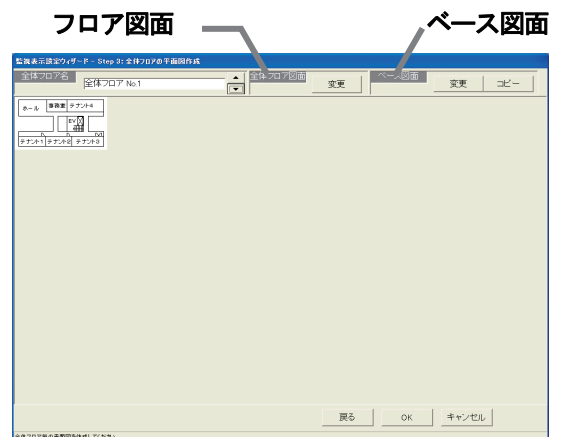 フロア図面 ベース図面
監視表示設定ウィザード - Step 3: 全体フロアの平面図作成
全体フロア名 全体フロア No.1 全体フロア図面 変更 ベース図面 変更 コピー
ホール 事務室 テナント4
EV
テナント1 テナント2 テナント3
戻る OK キャンセル